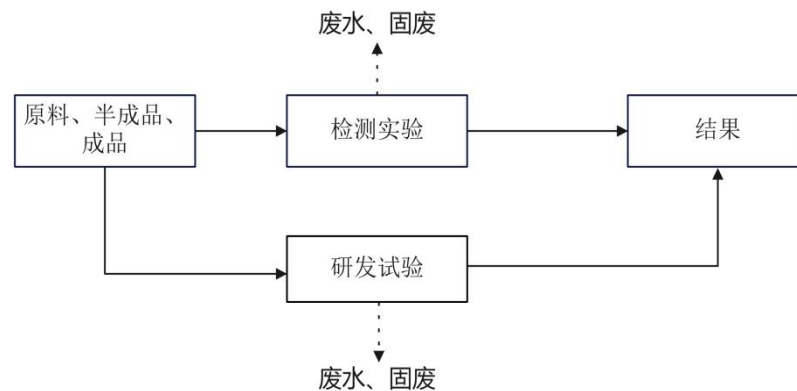 废水、固废
原料、半成品、
成品
检测实验
结果
研发试验
废水、固废